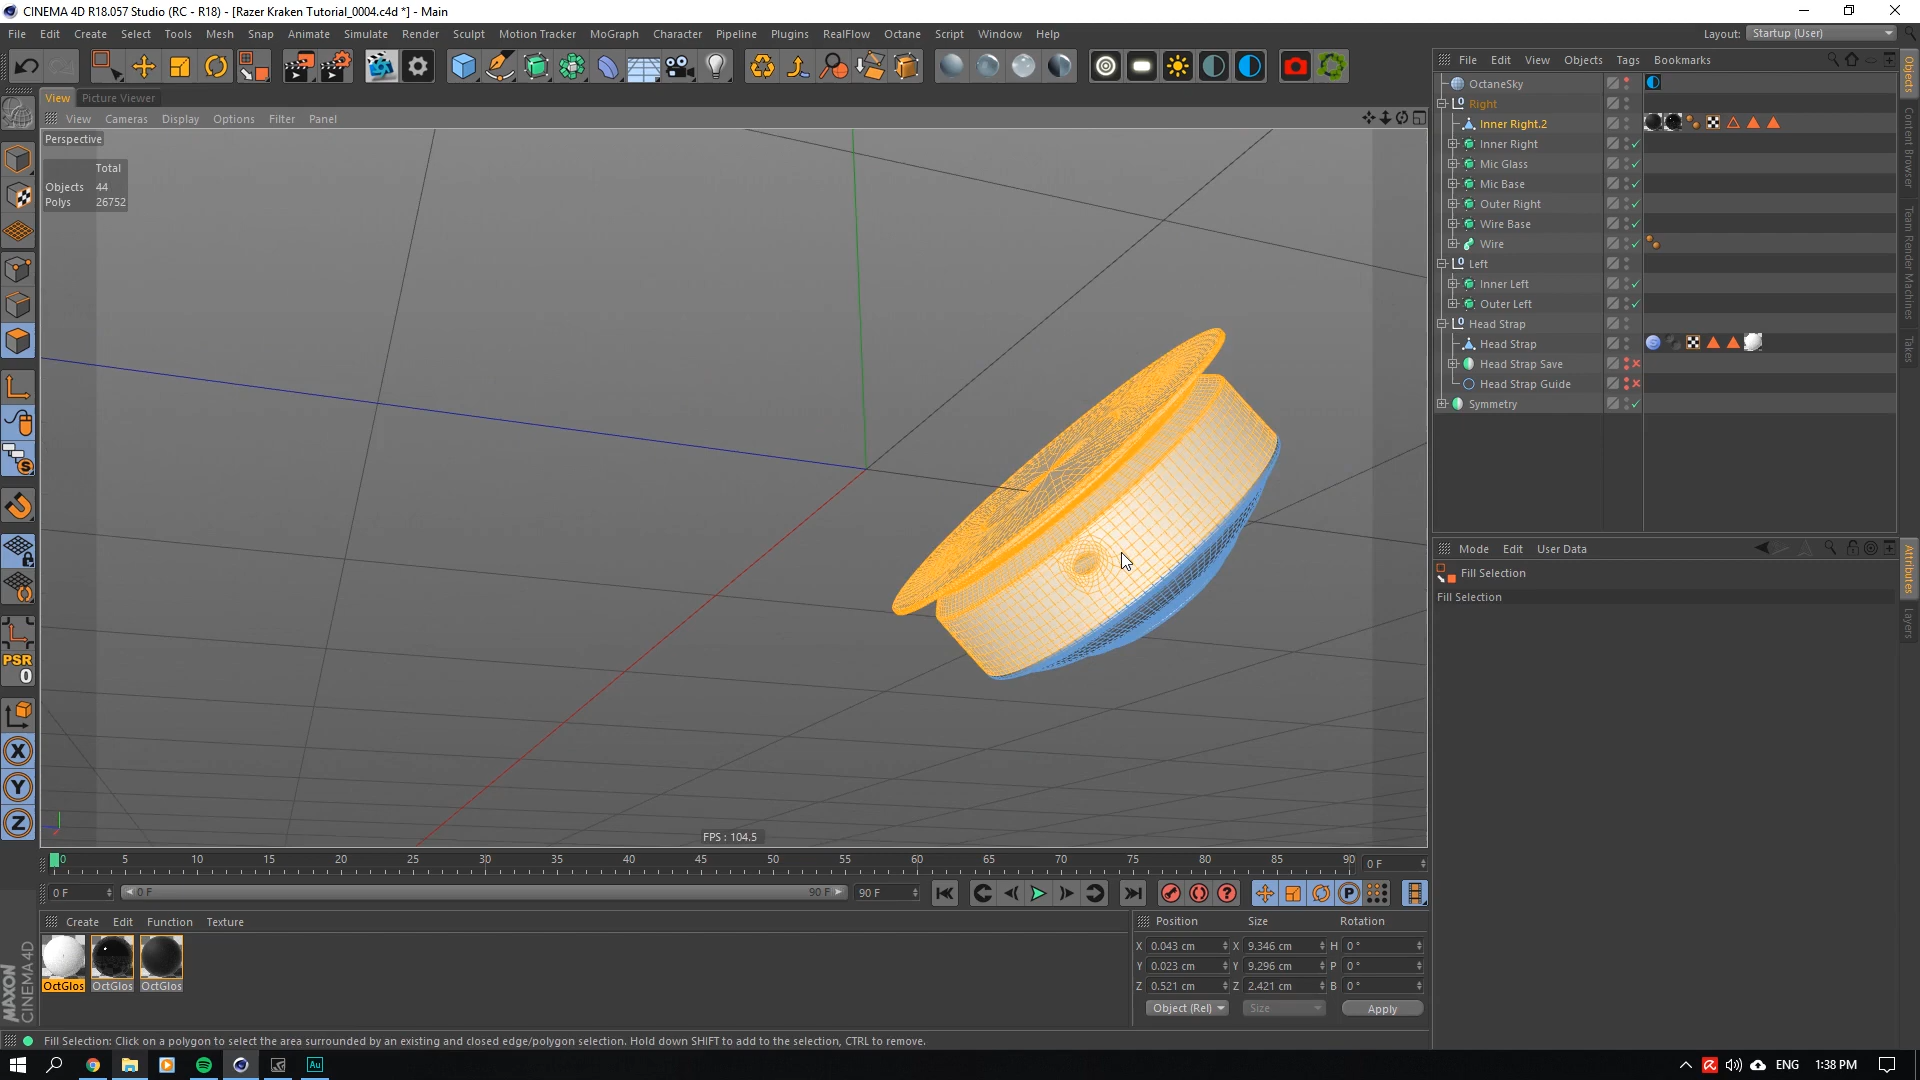 CINEMA 4D R18.057 Studio (RC - R18) - [Razer Kraken Tutorial_0004.c4d *] - Main
File Edit Create Select Tools Mesh Snap Animate Simulate Render Sculpt Motion Tracker MoGraph Character Pipeline Plugins RealFlow Octane Script Window Help
Layout: Startup (User)
File Edit View Objects Tags Bookmarks
View Picture Viewer
View Cameras Display Options Filter Panel
Perspective
Total
Objects 44
Polys 26752
FPS : 104.5
OctaneSky
Right
Inner Right.2
Inner Right
Mic Glass
Mic Base
Outer Right
Wire Base
Wire
Left
Inner Left
Outer Left
Head Strap
Head Strap
Head Strap Save
Head Strap Guide
Symmetry
Objects
Content Browser
Team Render Machines
Takes
Mode Edit User Data
Fill Selection
Fill Selection
Attributes
Layers
PSR
0
X
Y
Z
0 5 10 15 20 25 30 35 40 45 50 55 60 65 70 75 80 85 90
0 F
0 F 0 F 90 F 90 F
Create Edit Function Texture
OctGlos OctGlos OctGlos
Position Size Rotation
X 0.043 cm X 9.346 cm H 0 °
Y 0.023 cm Y 9.296 cm P 0 °
Z 0.521 cm Z 2.421 cm B 0 °
Object (Rel) Size Apply
MAXON
CINEMA 4D
Fill Selection: Click on a polygon to select the area surrounded by an existing and closed edge/polygon selection. Hold down SHIFT to add to the selection, CTRL to remove.
Au
ENG 1:38 PM